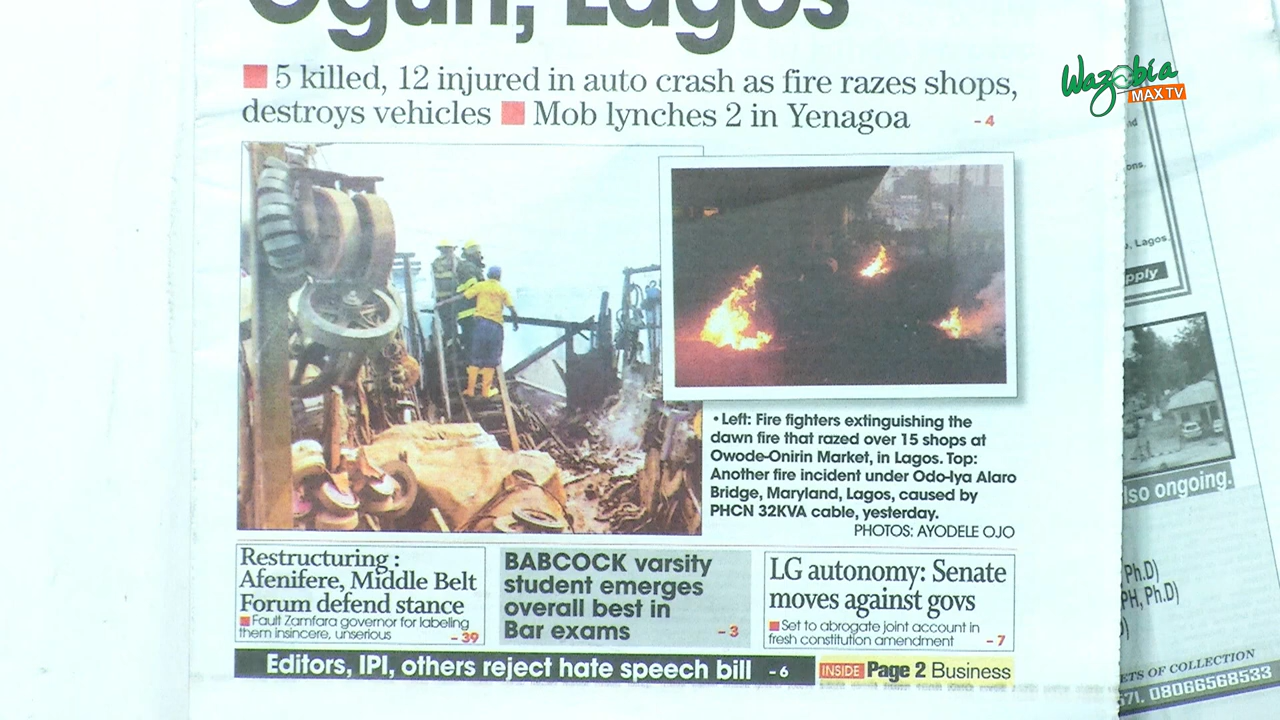 Ogun, Lagos
■ 5 killed, 12 injured in auto crash as fire razes shops,
destroys vehicles ■ Mob lynches 2 in Yenagoa - 4
• Left: Fire fighters extinguishing the
dawn fire that razed over 15 shops at
Owode-Onirin Market, in Lagos. Top:
Another fire incident under Odo-Iya Alaro
Bridge, Maryland, Lagos, caused by
PHCN 32KVA cable, yesterday.
PHOTOS: AYODELE OJO
Restructuring :
Afenifere, Middle Belt
Forum defend stance
■ Fault Zamfara governor for labeling
them insincere, unserious - 39
BABCOCK varsity
student emerges
overall best in
Bar exams - 3
LG autonomy: Senate
moves against govs
■ Set to abrogate joint account in
fresh constitution amendment - 7
Editors, IPI, others reject hate speech bill - 6
INSIDE Page 2 Business
Wazobia
MAX TV
Lagos.
also ongoing.
Ph.D)
PH, Ph.D)
ETS OF COLLECTION
08066568533